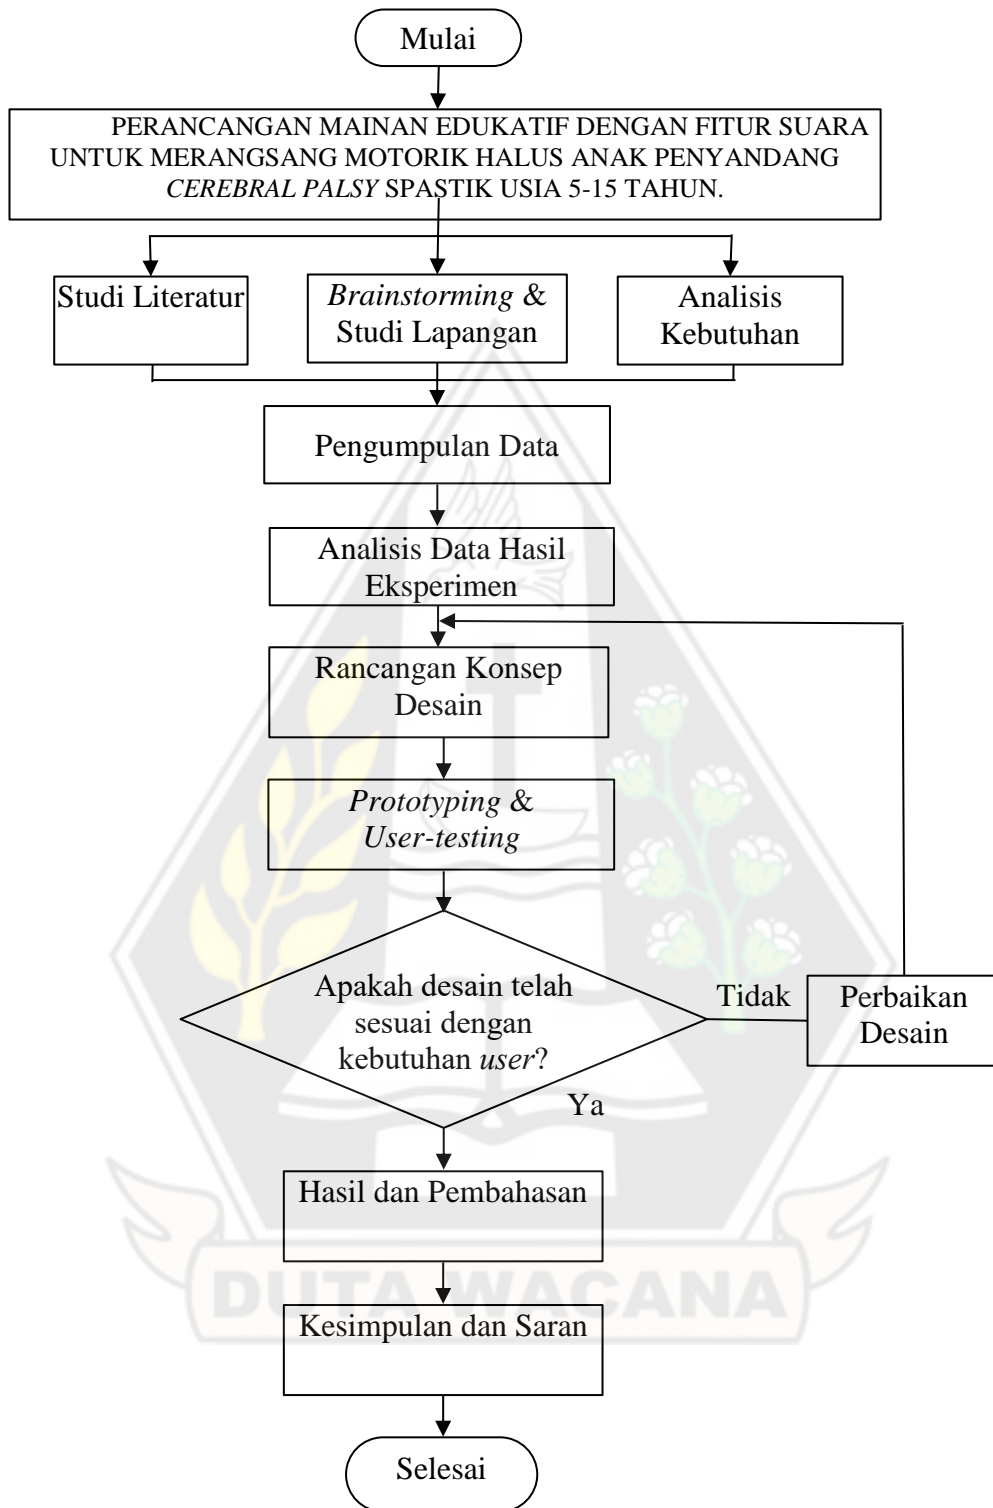 Mulai
PERANCANGAN MAINAN EDUKATIF DENGAN FITUR SUARA
UNTUK MERANGSANG MOTORIK HALUS ANAK PENYANDANG
CEREBRAL PALSY SPASTIK USIA 5-15 TAHUN.
Studi Literatur
Brainstorming &
Studi Lapangan
Analisis
Kebutuhan
Pengumpulan Data
Analisis Data Hasil
Eksperimen
Rancangan Konsep
Desain
Prototyping &
User-testing
Apakah desain telah
sesuai dengan
kebutuhan user?
Tidak
Perbaikan
Desain
Ya
Hasil dan Pembahasan
DUTA WACANA
Kesimpulan dan Saran
Selesai